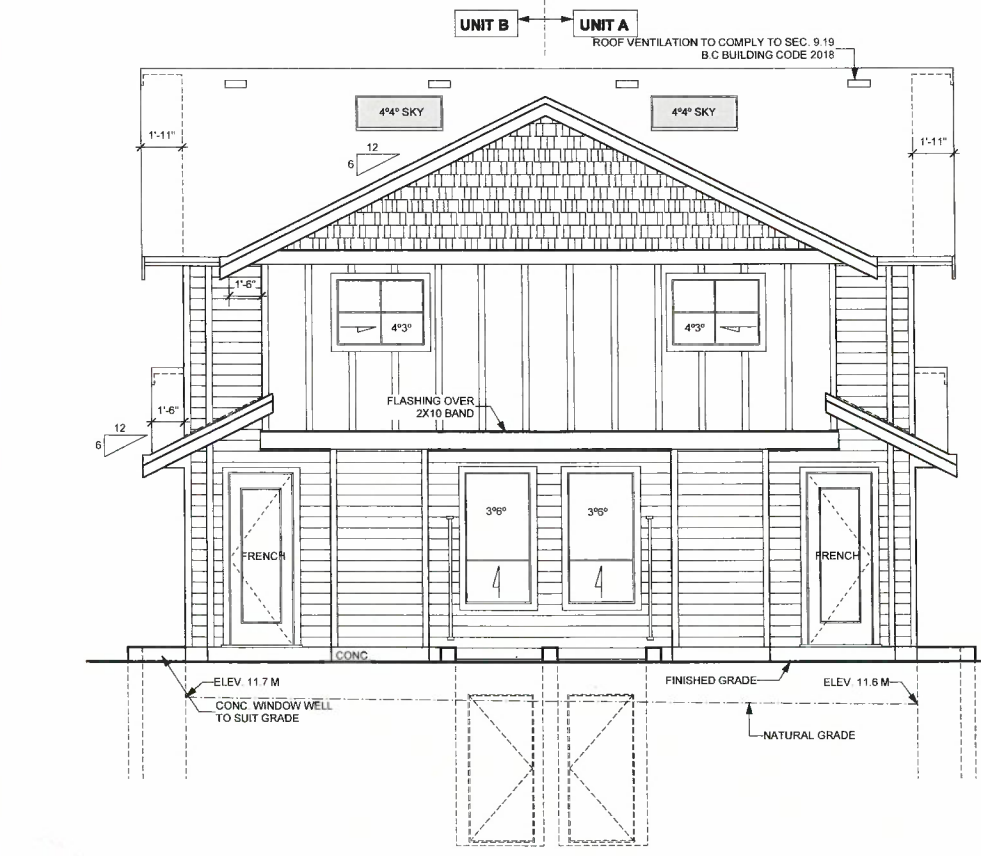 UNIT B
UNIT A
ROOF VENTILATION TO COMPLY TO SEC. 9.19
B.C BUILDING CODE 2018
4⁰4⁰ SKY
4⁰4⁰ SKY
1'-11"
1'-11"
12
6
1'-6"
4⁰3⁰
4⁰3⁰
FLASHING OVER
2X10 BAND
1'-6"
12
6
3⁰6⁰
3⁰6⁰
FRENCH
FRENCH
CONC
ELEV. 11.7 M
FINISHED GRADE
ELEV. 11.6 M
CONC. WINDOW WELL
TO SUIT GRADE
NATURAL GRADE